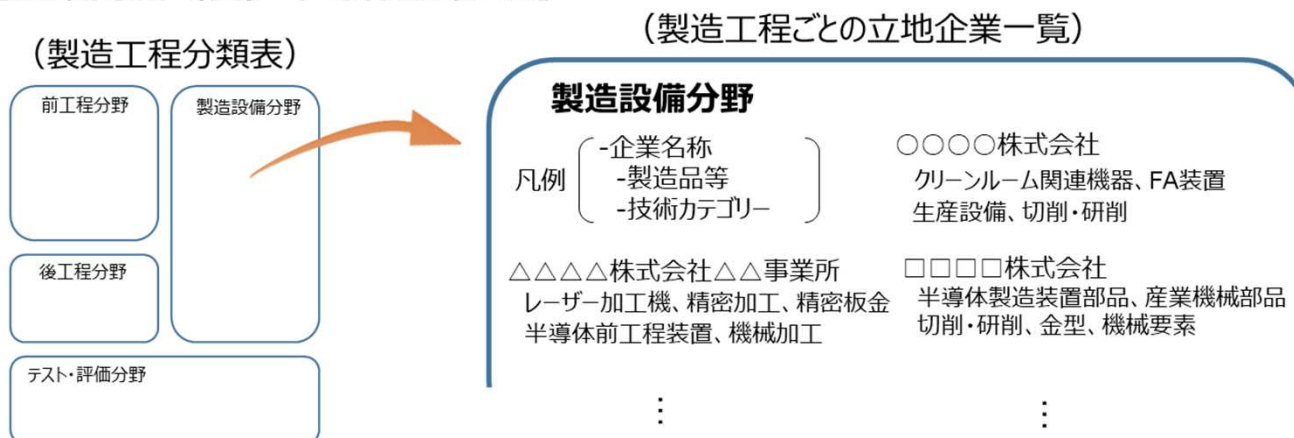 （製造工程分類表）
前工程分野
製造設備分野
後工程分野
テスト・評価分野
（製造工程ごとの立地企業一覧）
製造設備分野
凡例
-企業名称
-製造品等
-技術カテゴリー
○○○○株式会社
クリーンルーム関連機器、FA装置
生産設備、切削・研削
△△△△株式会社△△事業所
レーザー加工機、精密加工、精密板金
半導体前工程装置、機械加工
□□□□株式会社
半導体製造装置部品、産業機械部品
切削・研削、金型、機械要素
⋮
⋮